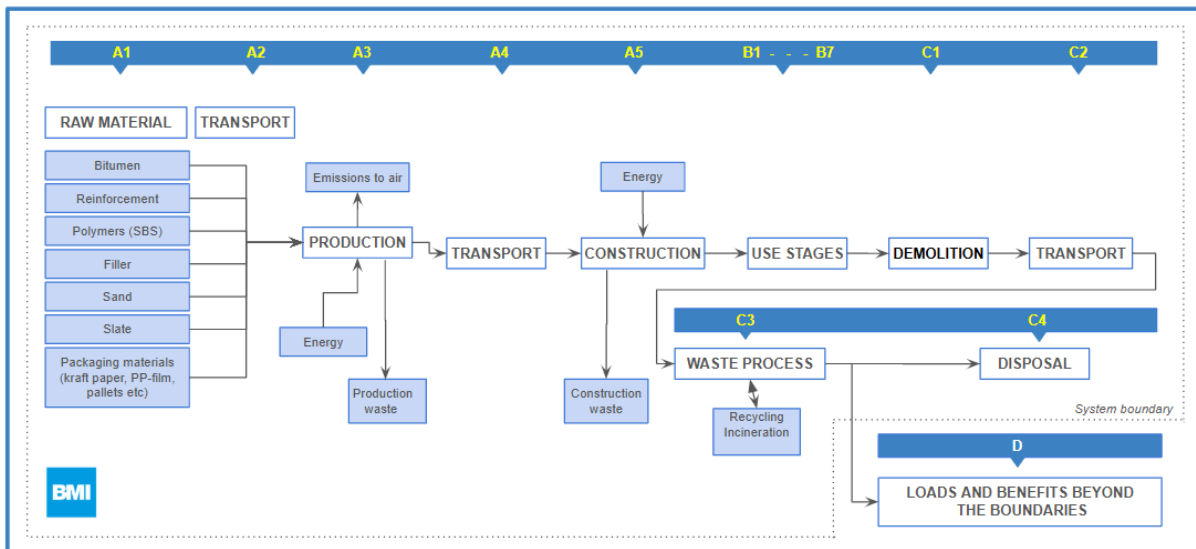 A1 A2 A3 A4 A5 B1 - - - B7 C1 C2
RAW MATERIAL
TRANSPORT
Bitumen
Reinforcement
Polymers (SBS)
Filler
Sand
Slate
Packaging materials
(kraft paper, PP-film,
pallets etc)
Emissions to air
PRODUCTION
Energy
Production
waste
TRANSPORT
Energy
CONSTRUCTION
Construction
waste
USE STAGES
DEMOLITION
TRANSPORT
C3 C4
WASTE PROCESS
DISPOSAL
Recycling
Incineration
System boundary
D
LOADS AND BENEFITS BEYOND
THE BOUNDARIES
BMI